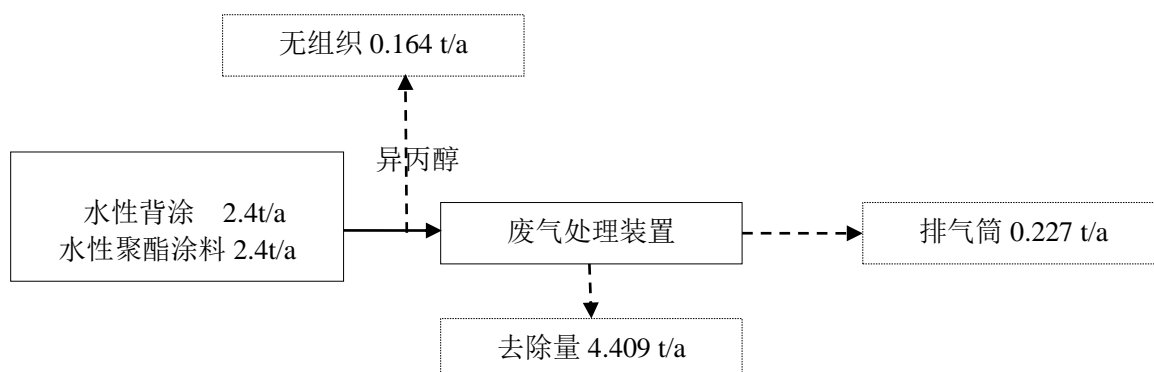 无组织 0.164 t/a
异丙醇
水性背涂 2.4t/a
水性聚酯涂料 2.4t/a
废气处理装置
排气筒 0.227 t/a
去除量 4.409 t/a